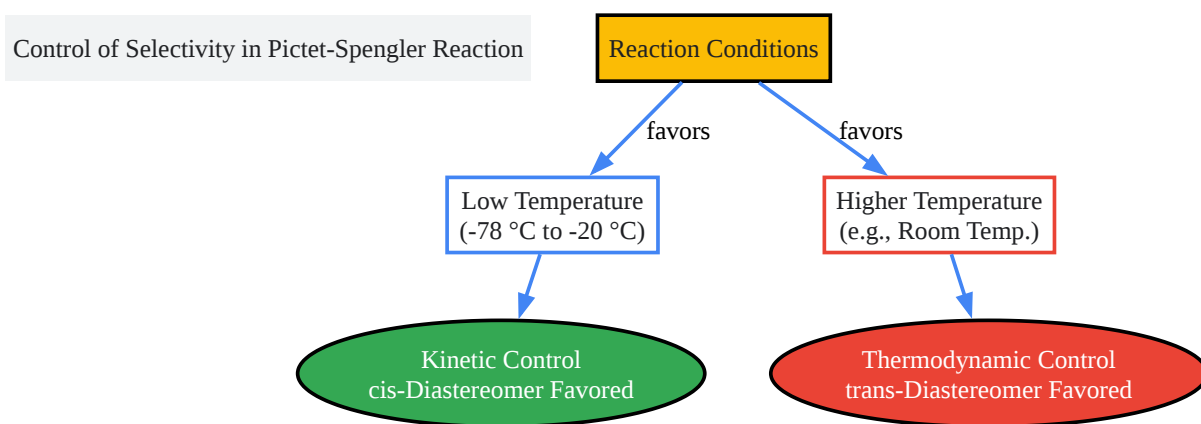 Control of Selectivity in Pictet-Spengler Reaction
Reaction Conditions
favors
favors
Low Temperature
(-78 °C to -20 °C)
Higher Temperature
(e.g., Room Temp.)
Kinetic Control
cis-Diastereomer Favored
Thermodynamic Control
trans-Diastereomer Favored